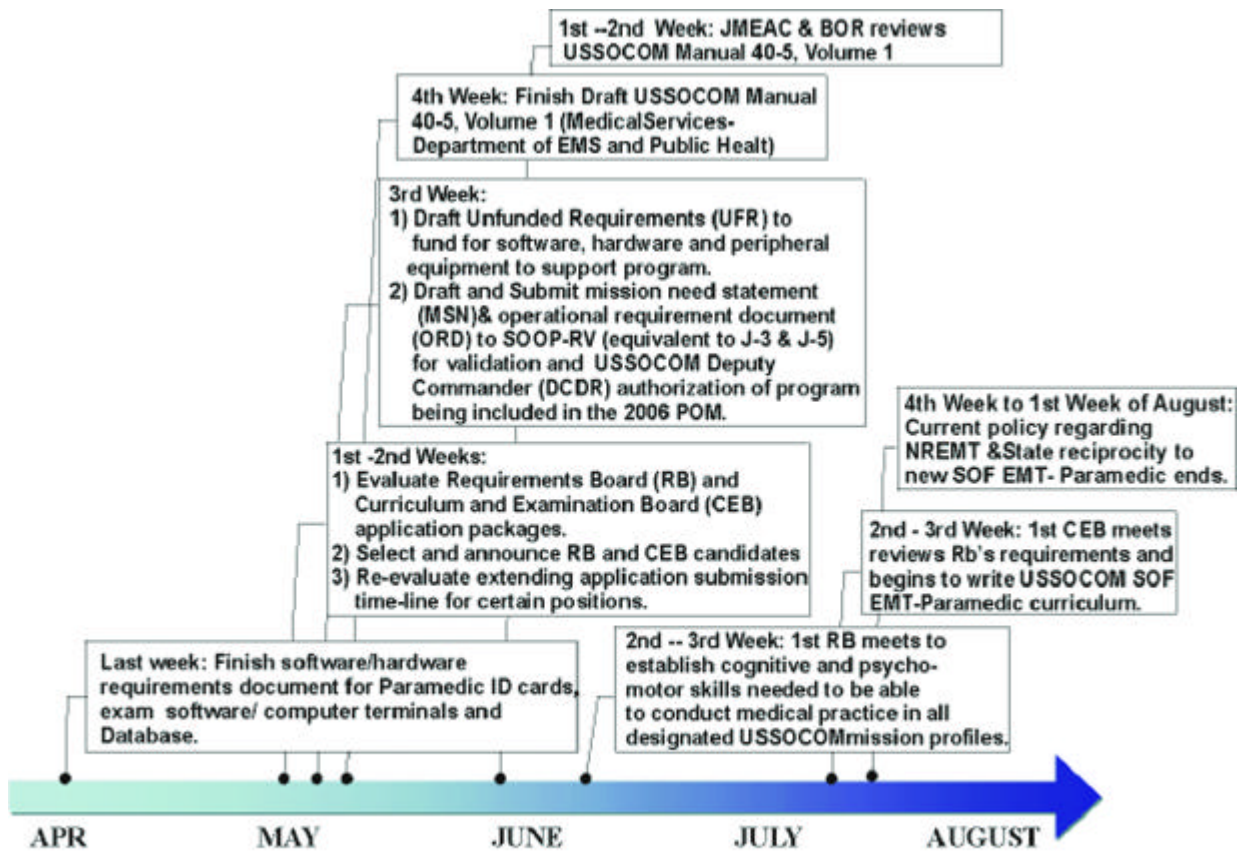 1st --2nd Week: JMEAC & BOR reviews
USSOCOM Manual 40-5, Volume 1
4th Week: Finish Draft USSOCOM Manual
40-5, Volume 1 (MedicalServices-
Department of EMS and Public Healt)
3rd Week:
1) Draft Unfunded Requirements (UFR) to
fund for software, hardware and peripheral
equipment to support program.
2) Draft and Submit mission need statement
(MSN)& operational requirement document
(ORD) to SOOP-RV (equivalent to J-3 & J-5)
for validation and USSOCOM Deputy
Commander (DCDR) authorization of program
being included in the 2006 POM.
1st -2nd Weeks:
1) Evaluate Requirements Board (RB) and
Curriculum and Examination Board (CEB)
application packages.
2) Select and announce RB and CEB candidates
3) Re-evaluate extending application submission
time-line for certain positions.
Last week: Finish software/hardware
requirements document for Paramedic ID cards,
exam software/ computer terminals and
Database.
4th Week to 1st Week of August:
Current policy regarding
NREMT &State reciprocity to
new SOF EMT- Paramedic ends.
2nd - 3rd Week: 1st CEB meets
reviews Rb's requirements and
begins to write USSOCOM SOF
EMT-Paramedic curriculum.
2nd -- 3rd Week: 1st RB meets to
establish cognitive and psycho-
motor skills needed to be able
to conduct medical practice in all
designated USSOCOMmission profiles.
APR MAY JUNE JULY AUGUST